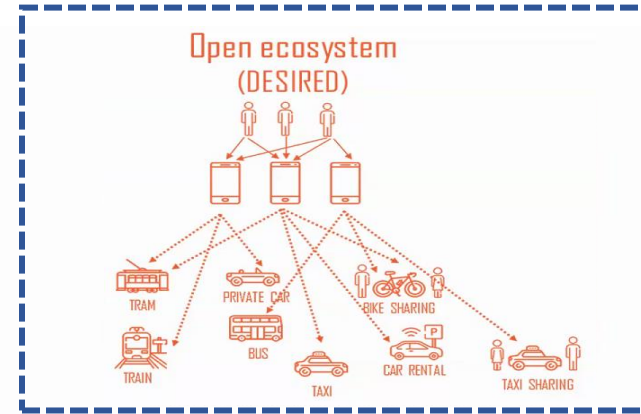 Open ecosystem
(DESIRED)
TRAM
PRIVATE CAR
BIKE SHARING
P
TRAIN
BUS
TAXI
CAR RENTAL
TAXI SHARING